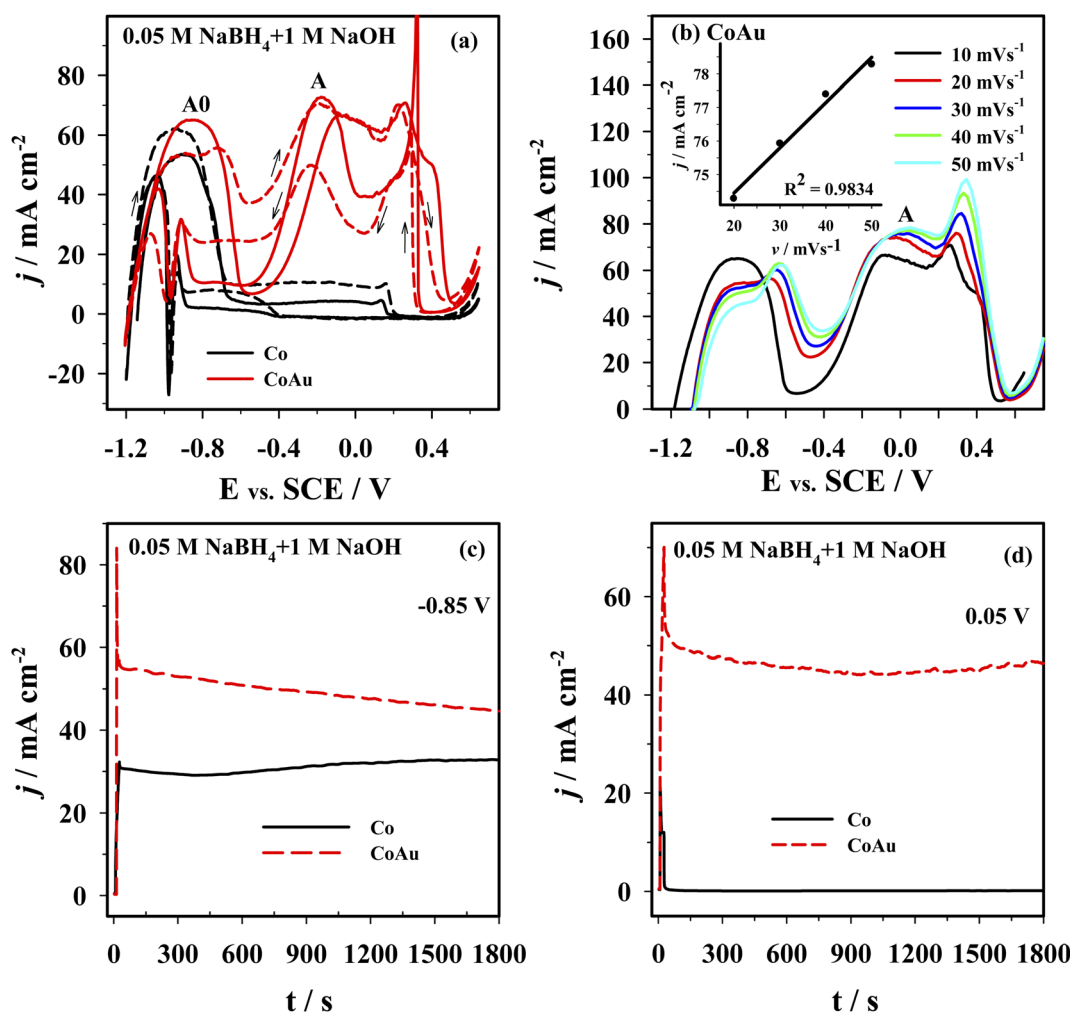 0.05 M NaBH₄+1 M NaOH
(a)
A0
A
80
60
40
20
0
-20
j / mA cm⁻²
Co
CoAu
-1.2 -0.8 -0.4 0.0 0.4
E vs. SCE / V
(b) CoAu
160
140
120
100
80
60
40
20
0
j / mA cm⁻²
78
77
76
75
j / mA cm⁻²
R² = 0.9834
20 30 40 50
ν / mVs⁻¹
10 mVs⁻¹
20 mVs⁻¹
30 mVs⁻¹
40 mVs⁻¹
50 mVs⁻¹
A
-1.2 -0.8 -0.4 0.0 0.4
E vs. SCE / V
0.05 M NaBH₄+1 M NaOH
(c)
-0.85 V
80
60
40
20
0
j / mA cm⁻²
Co
CoAu
0 300 600 900 1200 1500 1800
t / s
0.05 M NaBH₄+1 M NaOH
(d)
0.05 V
60
40
20
0
j / mA cm⁻²
Co
CoAu
0 300 600 900 1200 1500 1800
t / s